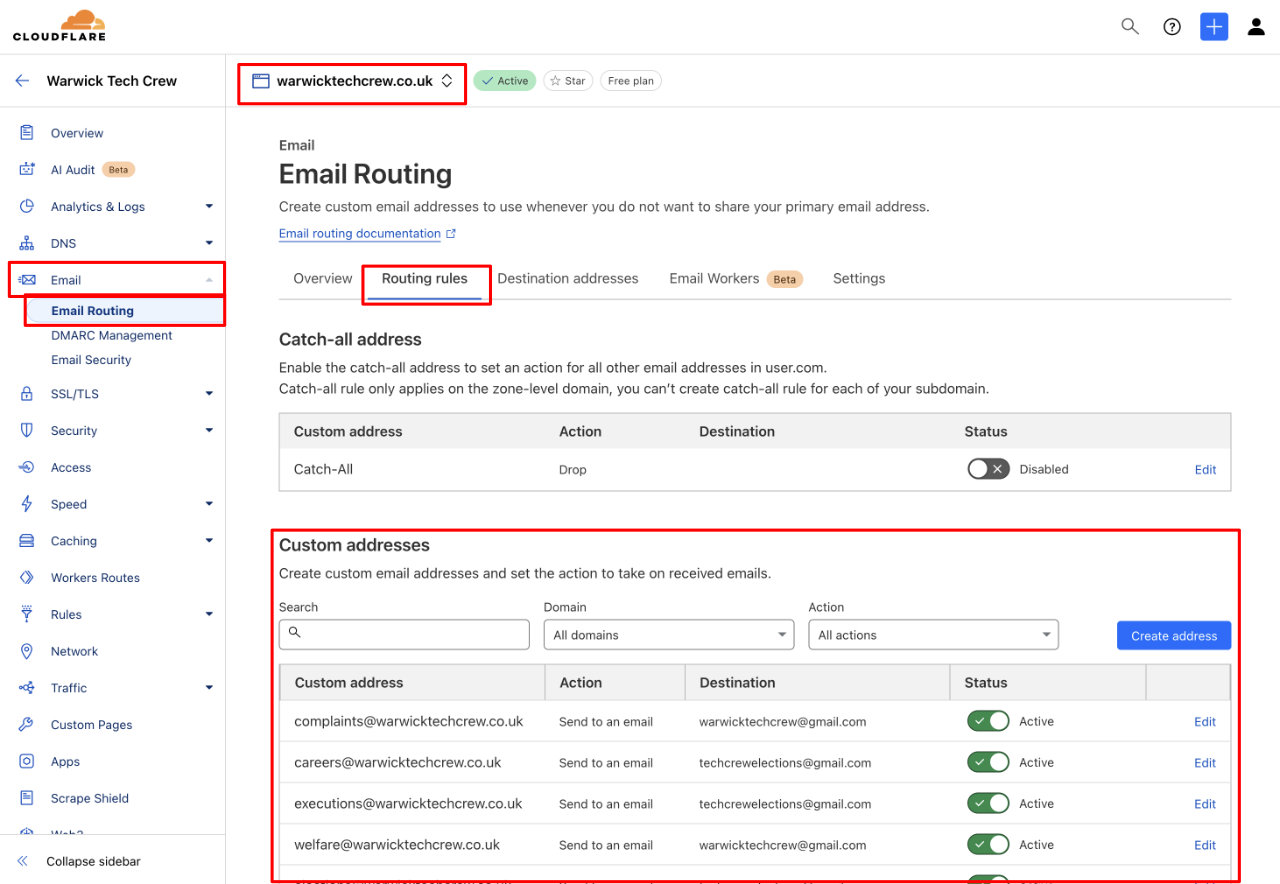 CLOUDFLARE
Warwick Tech Crew
warwicktechcrew.co.uk
Active
Star
Free plan
Overview
AI Audit Beta
Analytics & Logs
DNS
Email
Email Routing
DMARC Management
Email Security
SSL/TLS
Security
Access
Speed
Caching
Workers Routes
Rules
Network
Traffic
Custom Pages
Apps
Scrape Shield
Web3
Collapse sidebar
Email
Email Routing
Create custom email addresses to use whenever you do not want to share your primary email address.
Email routing documentation
Overview Routing rules Destination addresses Email Workers Beta Settings
Catch-all address
Enable the catch-all address to set an action for all other email addresses in user.com.
Catch-all rule only applies on the zone-level domain, you can't create catch-all rule for each of your subdomain.
Custom address Action Destination Status
Catch-All Drop Disabled Edit
Custom addresses
Create custom email addresses and set the action to take on received emails.
Search Domain Action
All domains All actions Create address
Custom address Action Destination Status
complaints@warwicktechcrew.co.uk Send to an email warwicktechcrew@gmail.com Active Edit
careers@warwicktechcrew.co.uk Send to an email techcrewelections@gmail.com Active Edit
executions@warwicktechcrew.co.uk Send to an email techcrewelections@gmail.com Active Edit
welfare@warwicktechcrew.co.uk Send to an email warwicktechcrew@gmail.com Active Edit